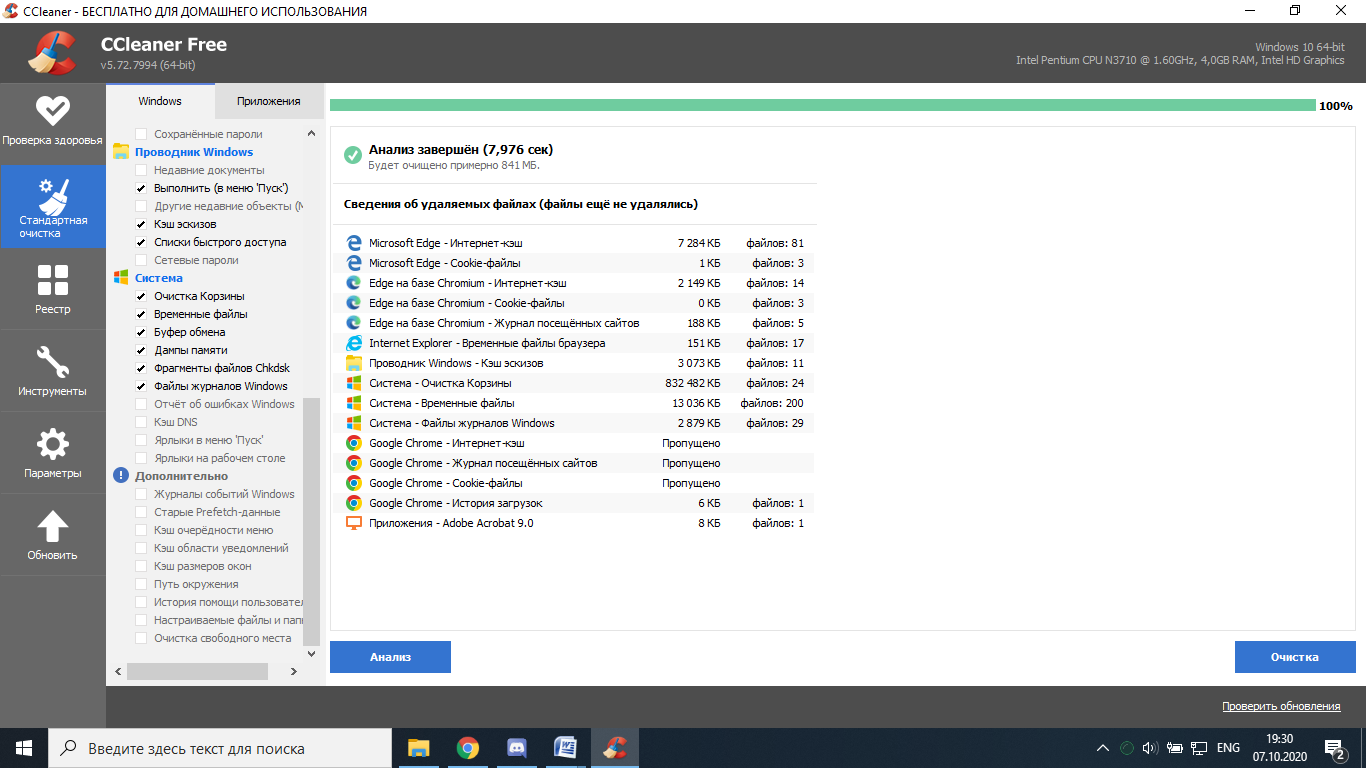 CCleaner - БЕСПЛАТНО ДЛЯ ДОМАШНЕГО ИСПОЛЬЗОВАНИЯ
CCleaner Free
v5.72.7994 (64-bit)
Windows 10 64-bit
Intel Pentium CPU N3710 @ 1.60GHz, 4,0GB RAM, Intel HD Graphics
Проверка здоровья
Стандартная
очистка
Реестр
Инструменты
Параметры
Обновить
Windows
Приложения
Сохранённые пароли
Проводник Windows
Недавние документы
Выполнить (в меню 'Пуск')
Другие недавние объекты (
Кэш эскизов
Списки быстрого доступа
Сетевые пароли
Система
Очистка Корзины
Временные файлы
Буфер обмена
Дампы памяти
Фрагменты файлов Chkdsk
Файлы журналов Windows
Отчёт об ошибках Windows
Кэш DNS
Ярлыки в меню 'Пуск'
Ярлыки на рабочем столе
Дополнительно
Журналы событий Windows
Старые Prefetch-данные
Кэш очерёдности меню
Кэш области уведомлений
Кэш размеров окон
Путь окружения
История помощи пользовател
Настраиваемые файлы и пап
Очистка свободного места
100%
Анализ завершён (7,976 сек)
Будет очищено примерно 841 МБ.
Сведения об удаляемых файлах (файлы ещё не удалялись)
Microsoft Edge - Интернет-кэш 7 284 КБ файлов: 81
Microsoft Edge - Cookie-файлы 1 КБ файлов: 3
Edge на базе Chromium - Интернет-кэш 2 149 КБ файлов: 14
Edge на базе Chromium - Cookie-файлы 0 КБ файлов: 3
Edge на базе Chromium - Журнал посещённых сайтов 188 КБ файлов: 5
Internet Explorer - Временные файлы браузера 151 КБ файлов: 17
Проводник Windows - Кэш эскизов 3 073 КБ файлов: 11
Система - Очистка Корзины 832 482 КБ файлов: 24
Система - Временные файлы 13 036 КБ файлов: 200
Система - Файлы журналов Windows 2 879 КБ файлов: 29
Google Chrome - Интернет-кэш Пропущено
Google Chrome - Журнал посещённых сайтов Пропущено
Google Chrome - Cookie-файлы Пропущено
Google Chrome - История загрузок 6 КБ файлов: 1
Приложения - Adobe Acrobat 9.0 8 КБ файлов: 1
Анализ
Очистка
Проверить обновления
Введите здесь текст для поиска
ENG
19:30
07.10.2020
2